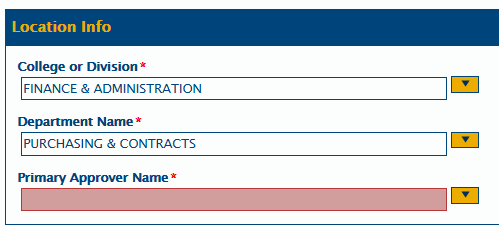 Location Info
College or Division*
FINANCE & ADMINISTRATION
Department Name*
PURCHASING & CONTRACTS
Primary Approver Name*